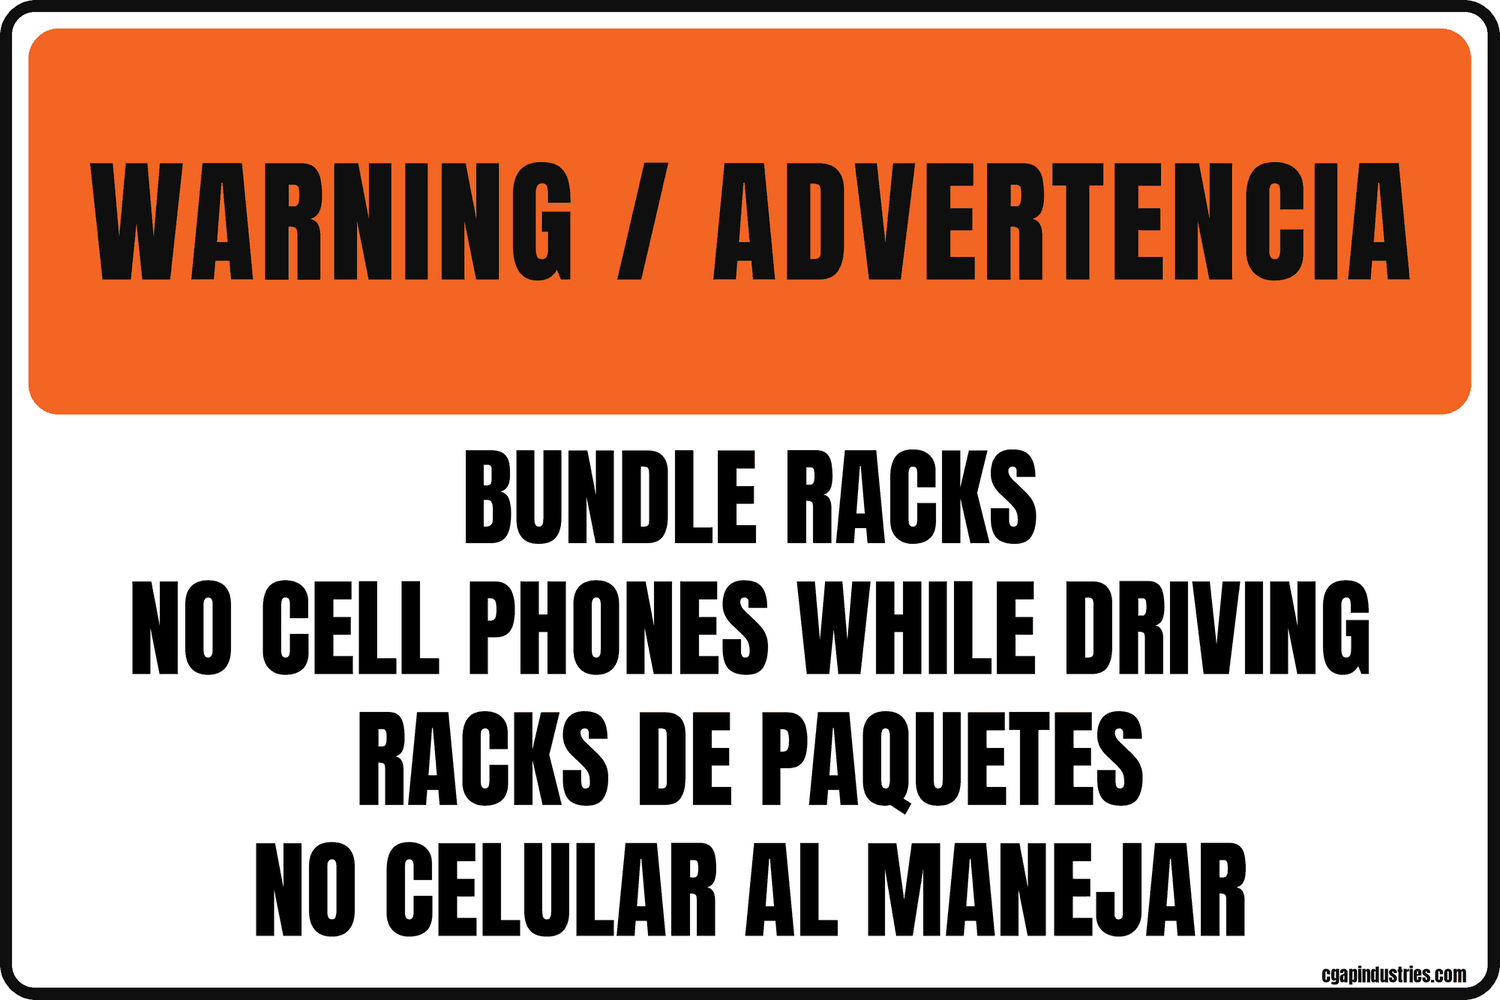 WARNING / ADVERTENCIA
BUNDLE RACKS
NO CELL PHONES WHILE DRIVING
RACKS DE PAQUETES
NO CELULAR AL MANEJAR
cgapindustries.com